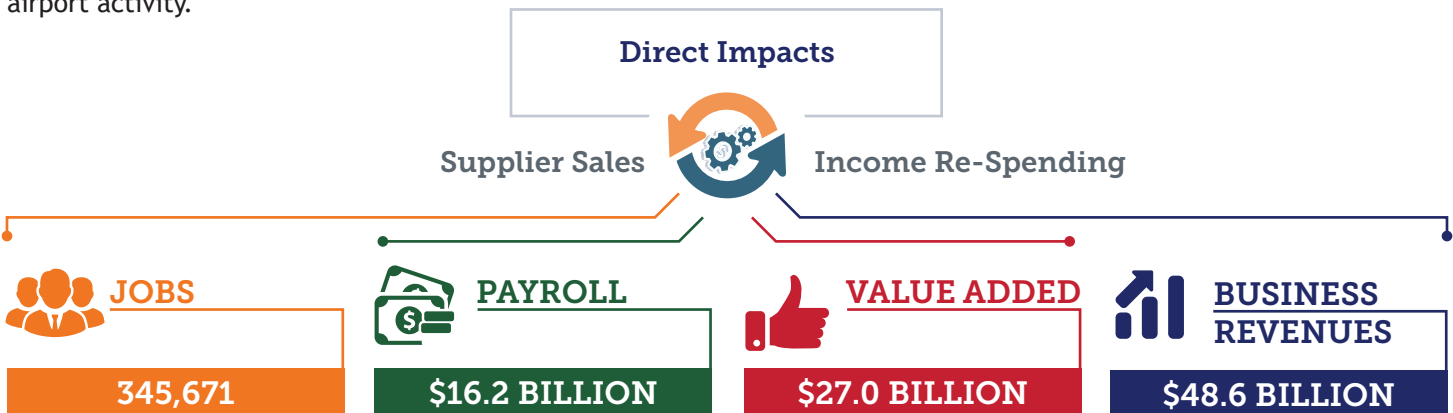 airport activity.
Direct Impacts
Supplier Sales
Income Re-Spending
JOBS
345,671
PAYROLL
$
$16.2 BILLION
VALUE ADDED
$27.0 BILLION
BUSINESS
REVENUES
$48.6 BILLION